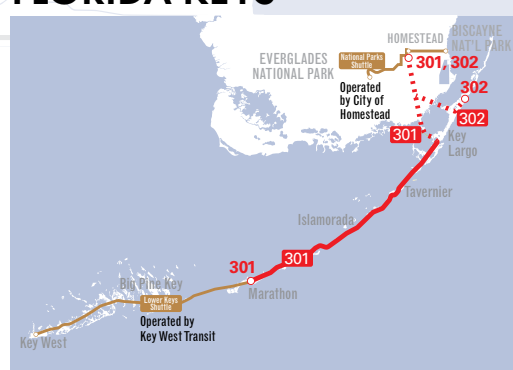 FLORIDA KEYS
BISCAYNE
NAT'L PARK
HOMESTEAD
EVERGLADES
NATIONAL PARK
National Parks
Shuttle
301, 302
Operated
by City of
Homestead
302
302
301
Key
Largo
Tavernier
Islamorada
301
301
Marathon
Big Pine Key
Lower Keys
Shuttle
Operated by
Key West Transit
Key West